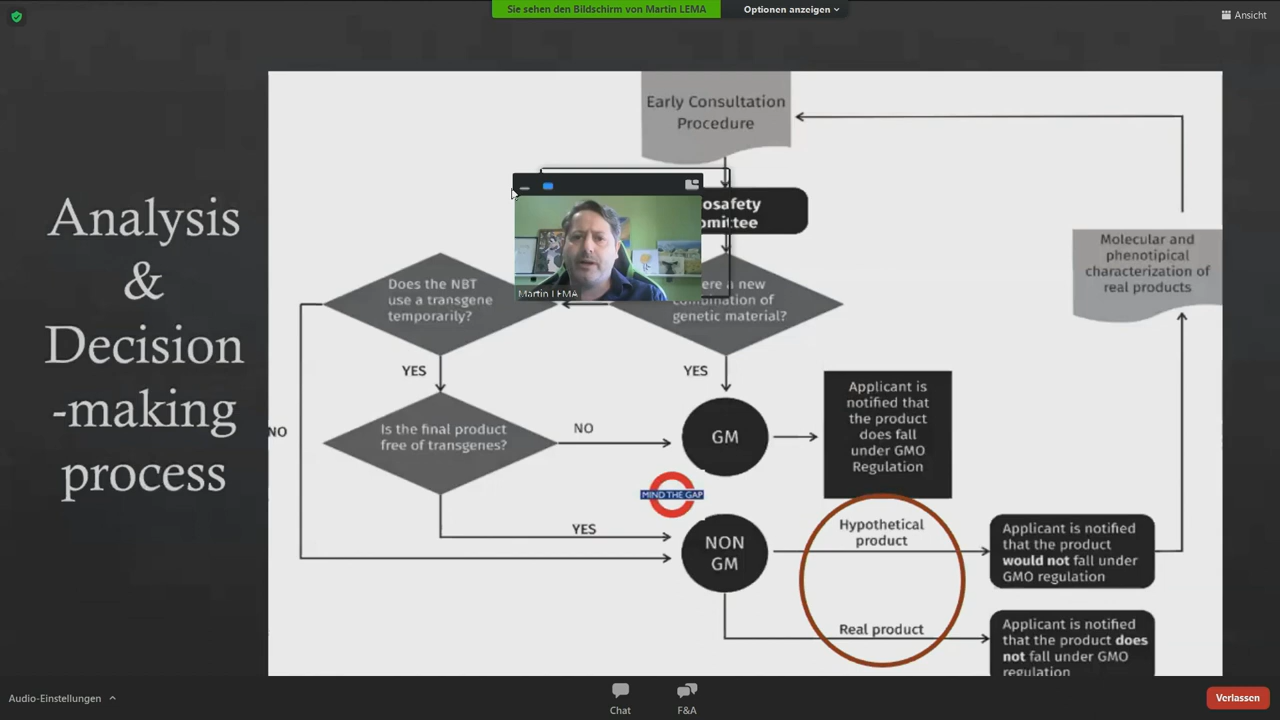 Sie sehen den Bildschirm von Martin LEMA
Optionen anzeigen
Ansicht
Analysis
&
Decision
-making
process
Early Consultation
Procedure
Martin LEMA
Does the NBT
use a transgene
temporarily?
a new
of
genetic material?
Molecular and
phenotipical
characterization of
real products
YES
YES
NO
Is the final product
free of transgenes?
NO
GM
Applicant is
notified that
the product
does fall
under GMO
Regulation
MIND THE GAP
YES
NON
GM
Hypothetical
product
Applicant is notified
that the product
would not fall under
GMO regulation
Real product
Applicant is notified
that the product does
not fall under GMO
regulation
Audio-Einstellungen
Chat
F&A
Verlassen